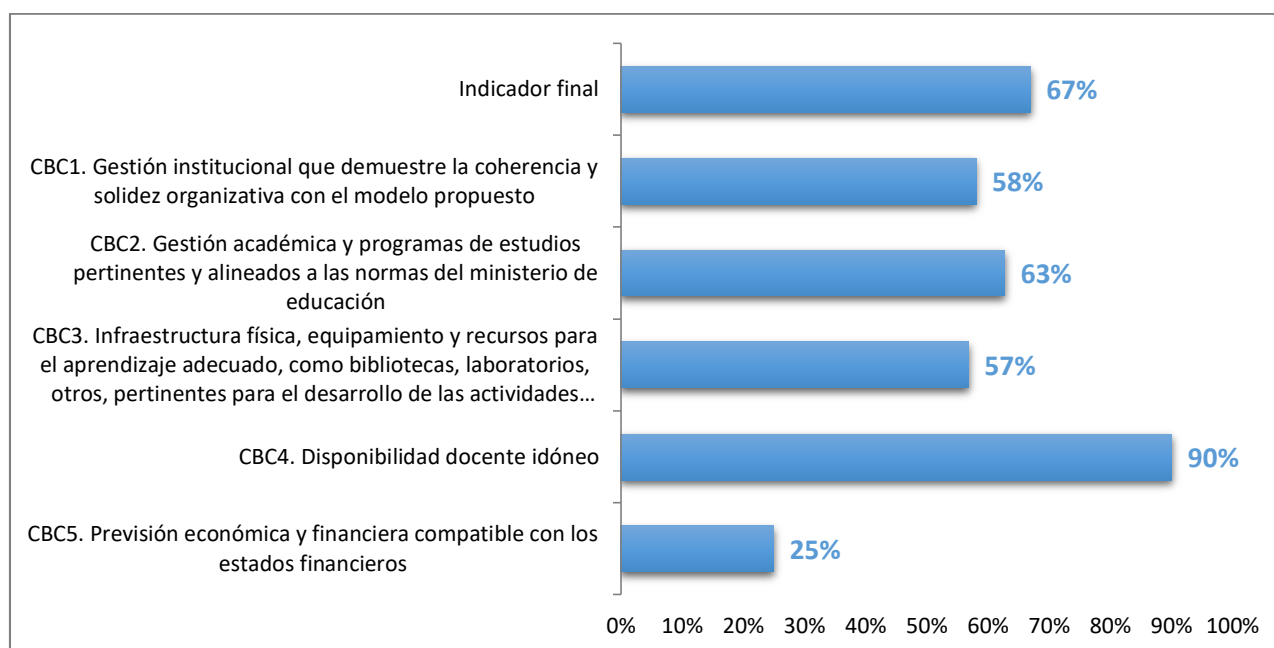 Indicador final
67%
CBC1. Gestión institucional que demuestre la coherencia y
solidez organizativa con el modelo propuesto
58%
CBC2. Gestión académica y programas de estudios
pertinentes y alineados a las normas del ministerio de
educación
63%
CBC3. Infraestructura física, equipamiento y recursos para
el aprendizaje adecuado, como bibliotecas, laboratorios,
otros, pertinentes para el desarrollo de las actividades…
57%
CBC4. Disponibilidad docente idóneo
90%
CBC5. Previsión económica y financiera compatible con los
estados financieros
25%
0% 10% 20% 30% 40% 50% 60% 70% 80% 90% 100%